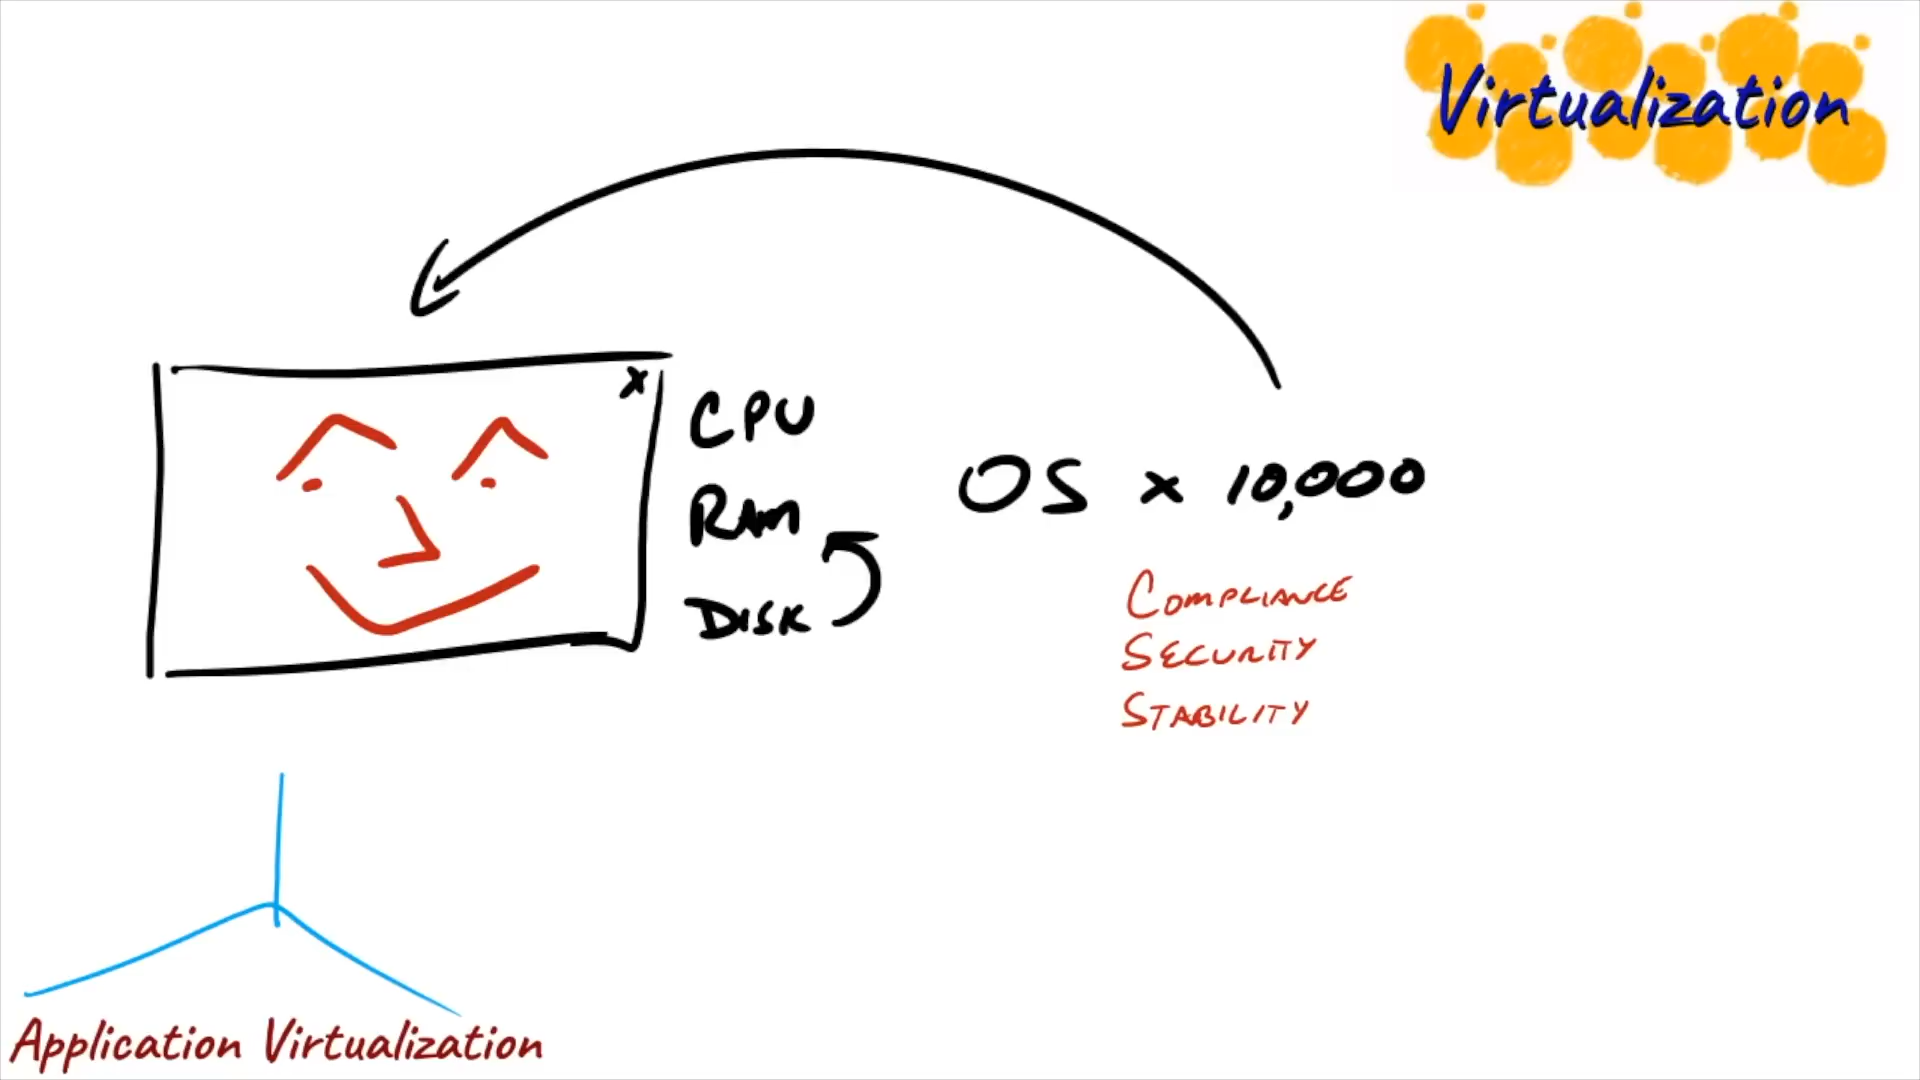 Virtualization
x
CPU
RAM
DISK
OS x 10,000
COMPLIANCE
SECURITY
STABILITY
Application Virtualization